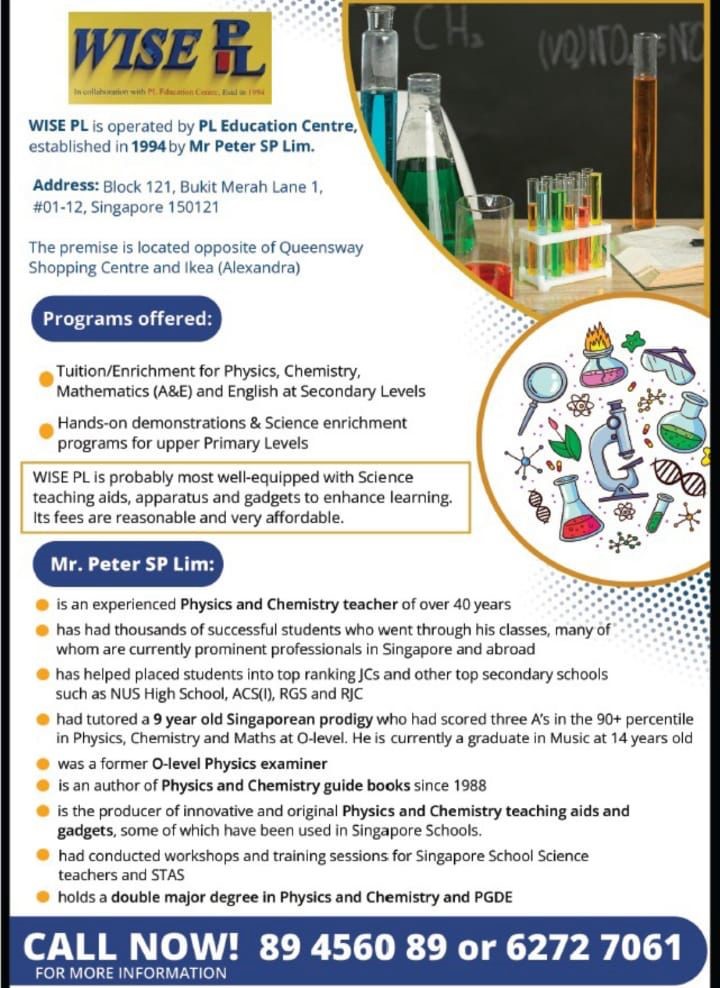 WISE PL
In collaboration with PL Education Centre, Estd in 1994
WISE PL is operated by PL Education Centre,
established in 1994 by Mr Peter SP Lim.
Address: Block 121, Bukit Merah Lane 1,
#01-12, Singapore 150121
The premise is located opposite of Queensway
Shopping Centre and Ikea (Alexandra)
Programs offered:
Tuition/Enrichment for Physics, Chemistry,
Mathematics (A&E) and English at Secondary Levels
Hands-on demonstrations & Science enrichment
programs for upper Primary Levels
WISE PL is probably most well-equipped with Science
teaching aids, apparatus and gadgets to enhance learning.
Its fees are reasonable and very affordable.
Mr. Peter SP Lim:
is an experienced Physics and Chemistry teacher of over 40 years
has had thousands of successful students who went through his classes, many of
whom are currently prominent professionals in Singapore and abroad
has helped placed students into top ranking JCs and other top secondary schools
such as NUS High School, ACS(I), RGS and RJC
had tutored a 9 year old Singaporean prodigy who had scored three A's in the 90+ percentile
in Physics, Chemistry and Maths at O-level. He is currently a graduate in Music at 14 years old
was a former O-level Physics examiner
is an author of Physics and Chemistry guide books since 1988
is the producer of innovative and original Physics and Chemistry teaching aids and
gadgets, some of which have been used in Singapore Schools.
had conducted workshops and training sessions for Singapore School Science
teachers and STAS
holds a double major degree in Physics and Chemistry and PGDE
CALL NOW! 89 4560 89 or 6272 7061
FOR MORE INFORMATION